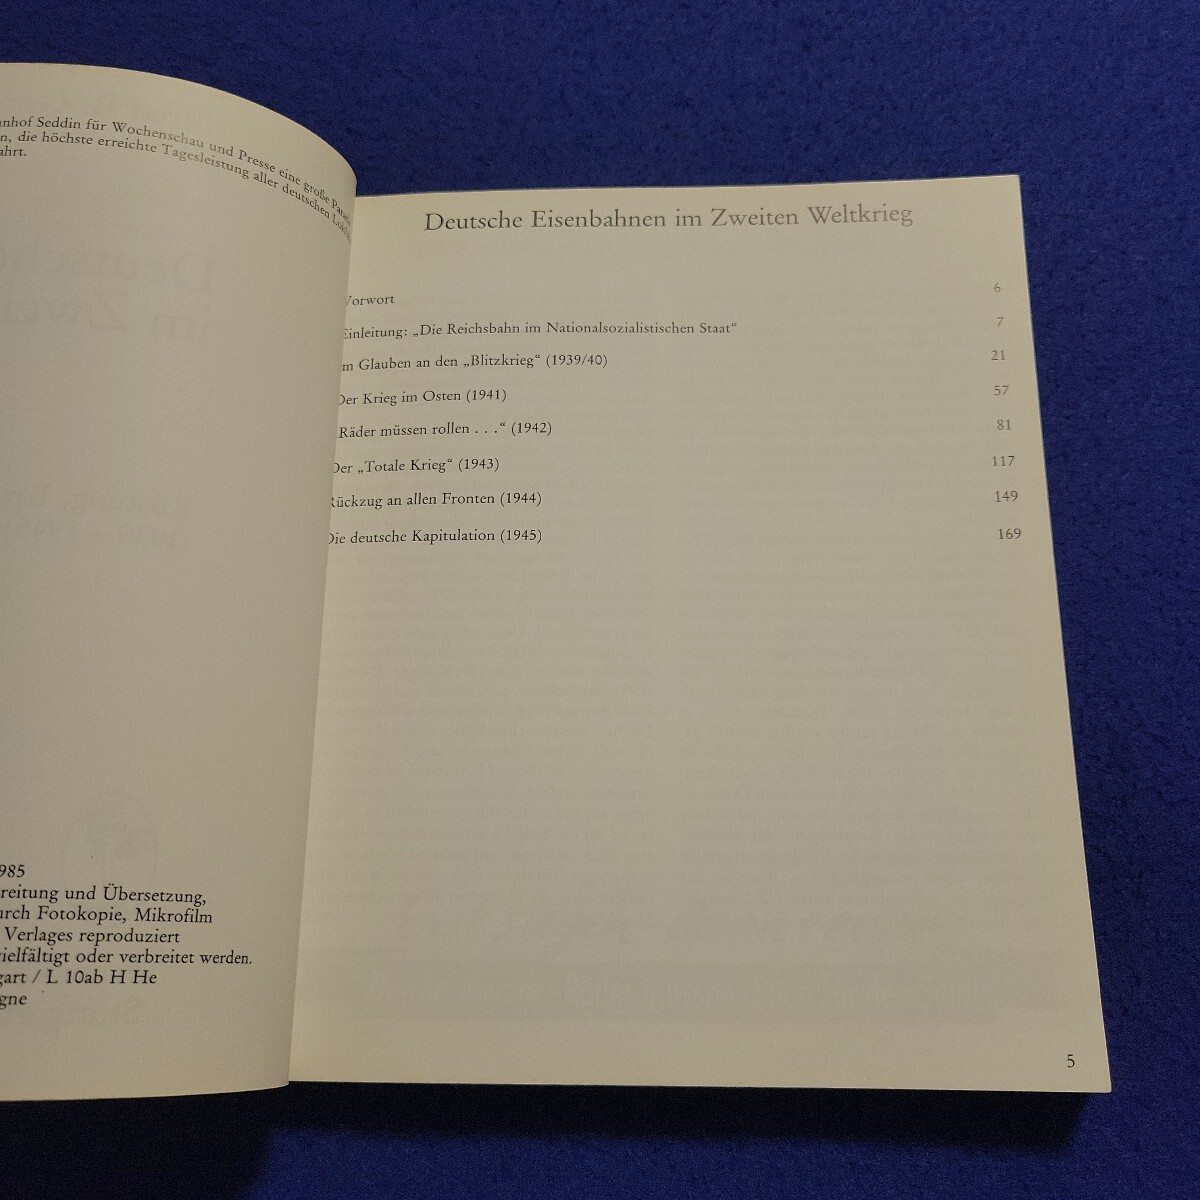 nhof Seddin für Wochenschau und Presse eine große
n, die höchste erreichte Tagesleistung aller deutschen
ahrt.
985
reitung und Übersetzung,
urch Fotokopie, Mikrofilm
Verlages reproduziert
ielfältigt oder verbreitet werden.
gart / L 10ab H He
gne
Deutsche Eisenbahnen im Zweiten Weltkrieg
Vorwort 6
Einleitung: „Die Reichsbahn im Nationalsozialistischen Staat“ 7
m Glauben an den „Blitzkrieg“ (1939/40) 21
Der Krieg im Osten (1941) 57
Räder müssen rollen . . .“ (1942) 81
Der „Totale Krieg“ (1943) 117
Rückzug an allen Fronten (1944) 149
Die deutsche Kapitulation (1945) 169
5